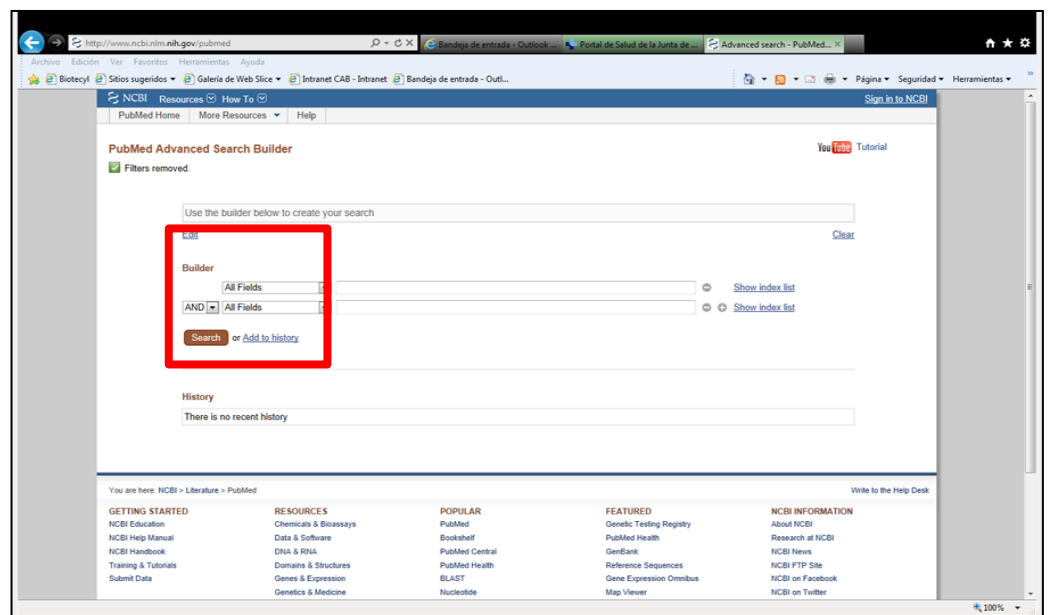 http://www.ncbi.nlm.nih.gov/pubmed
Bandeja de entrada - Outlook ...
Portal de Salud de la Junta de ...
Advanced search - PubMed...
Archivo Edición Ver Favoritos Herramientas Ayuda
Biotecyl Sitios sugeridos Galería de Web Slice Intranet CAB - Intranet Bandeja de entrada - Outl...
Página Seguridad Herramientas
NCBI Resources How To
Sign in to NCBI
PubMed Home More Resources Help
PubMed Advanced Search Builder
YouTube Tutorial
Filters removed.
Use the builder below to create your search
Edit
Clear
Builder
All Fields
Show index list
AND All Fields
Show index list
Search or Add to history
History
There is no recent history
You are here: NCBI > Literature > PubMed
Write to the Help Desk
GETTING STARTED
NCBI Education
NCBI Help Manual
NCBI Handbook
Training & Tutorials
Submit Data
RESOURCES
Chemicals & Bioassays
Data & Software
DNA & RNA
Domains & Structures
Genes & Expression
Genetics & Medicine
POPULAR
PubMed
Bookshelf
PubMed Central
PubMed Health
BLAST
Nucleotide
FEATURED
Genetic Testing Registry
PubMed Health
GenBank
Reference Sequences
Gene Expression Omnibus
Map Viewer
NCBI INFORMATION
About NCBI
Research at NCBI
NCBI News
NCBI FTP Site
NCBI on Facebook
NCBI on Twitter
100%